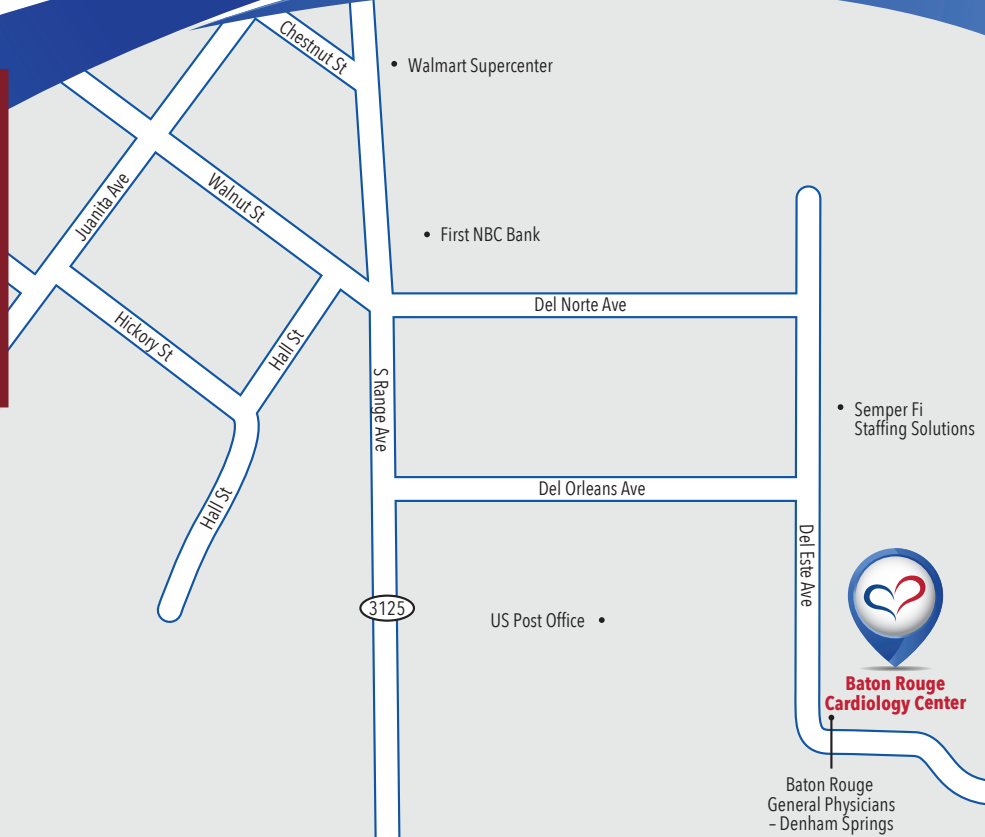 Chestnut St
Walmart Supercenter
Juanita Ave
Walnut St
First NBC Bank
Del Norte Ave
Hickory St
Hall St
S Range Ave
Semper Fi
Staffing Solutions
Del Orleans Ave
Hall St
Del Este Ave
3125
US Post Office
Baton Rouge
Cardiology Center
Baton Rouge
General Physicians
– Denham Springs